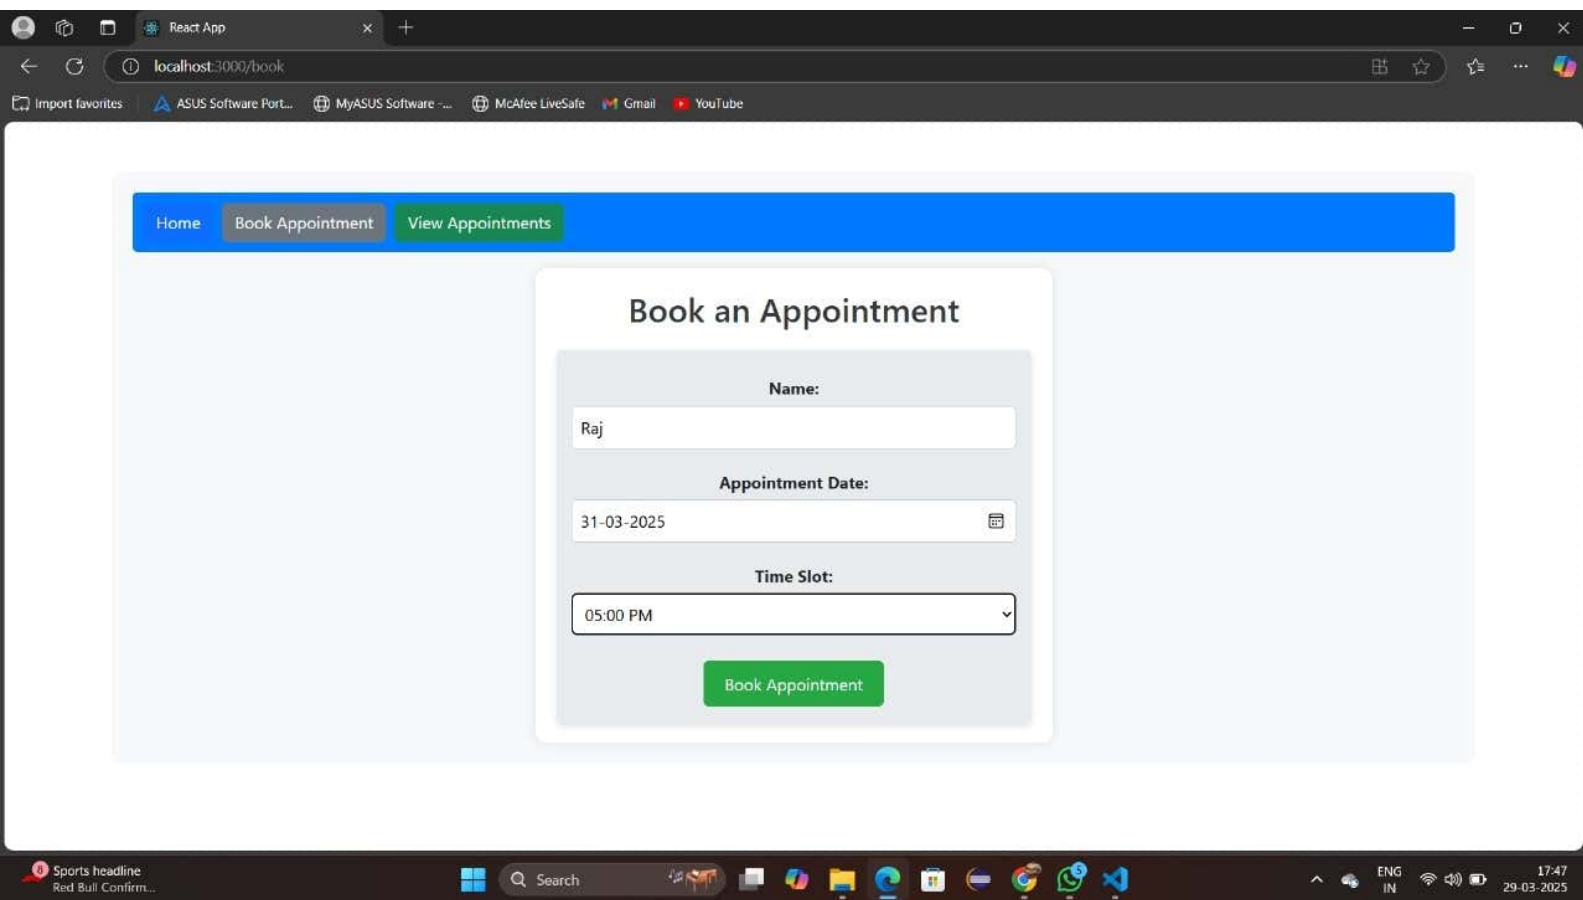 React App
localhost:3000/book
Import favorites ASUS Software Port... MyASUS Software -... McAfee LiveSafe Gmail YouTube
Home Book Appointment View Appointments
Book an Appointment
Name:
Raj
Appointment Date:
31-03-2025
Time Slot:
05:00 PM
Book Appointment
8
Sports headline
Red Bull Confirm...
Search
5
ENG
IN
17:47
29-03-2025